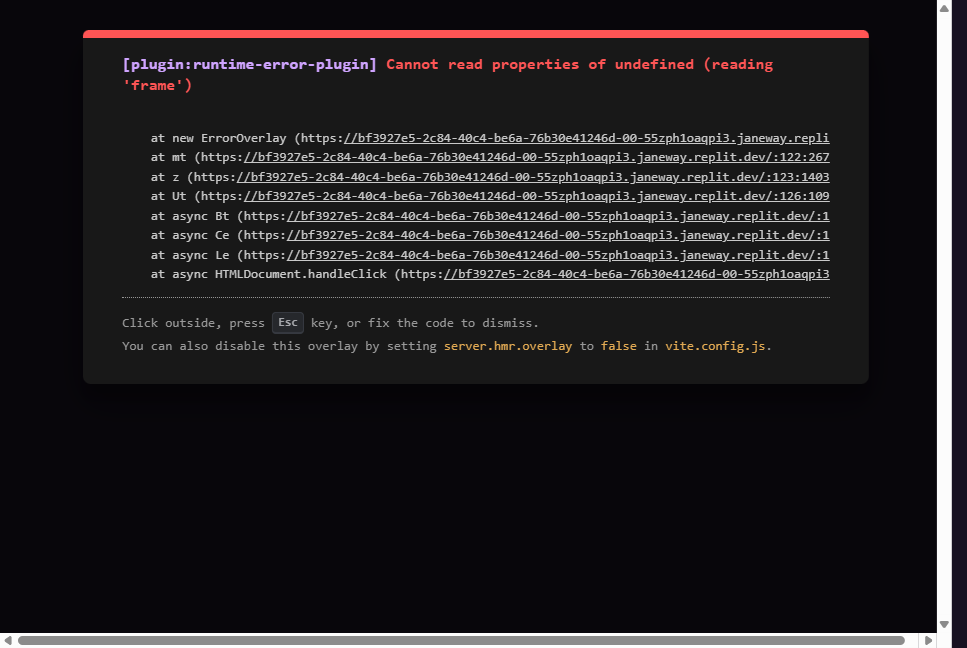 [plugin:runtime-error-plugin] Cannot read properties of undefined (reading
'frame')
at new ErrorOverlay (https://bf3927e5-2c84-40c4-be6a-76b30e41246d-00-55zph1oaqpi3.janeway.repli
at mt (https://bf3927e5-2c84-40c4-be6a-76b30e41246d-00-55zph1oaqpi3.janeway.replit.dev/:122:267
at z (https://bf3927e5-2c84-40c4-be6a-76b30e41246d-00-55zph1oaqpi3.janeway.replit.dev/:123:1403
at Ut (https://bf3927e5-2c84-40c4-be6a-76b30e41246d-00-55zph1oaqpi3.janeway.replit.dev/:126:109
at async Bt (https://bf3927e5-2c84-40c4-be6a-76b30e41246d-00-55zph1oaqpi3.janeway.replit.dev/:1
at async Ce (https://bf3927e5-2c84-40c4-be6a-76b30e41246d-00-55zph1oaqpi3.janeway.replit.dev/:1
at async Le (https://bf3927e5-2c84-40c4-be6a-76b30e41246d-00-55zph1oaqpi3.janeway.replit.dev/:1
at async HTMLDocument.handleClick (https://bf3927e5-2c84-40c4-be6a-76b30e41246d-00-55zph1oaqpi3
Click outside, press Esc key, or fix the code to dismiss.
You can also disable this overlay by setting server.hmr.overlay to false in vite.config.js.